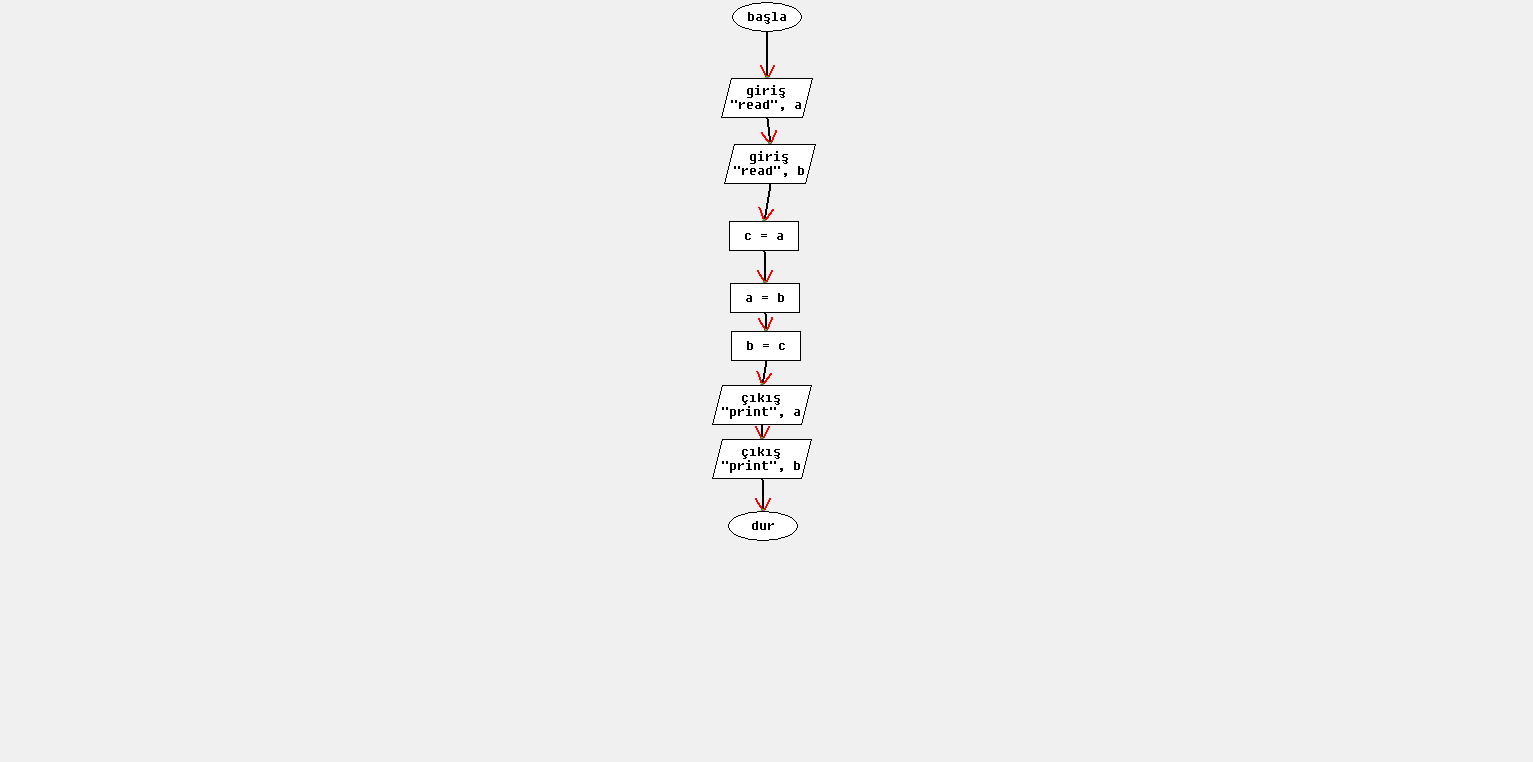 başla
giriş
"read", a
giriş
"read", b
c = a
a = b
b = c
çıkış
"print", a
çıkış
"print", b
dur